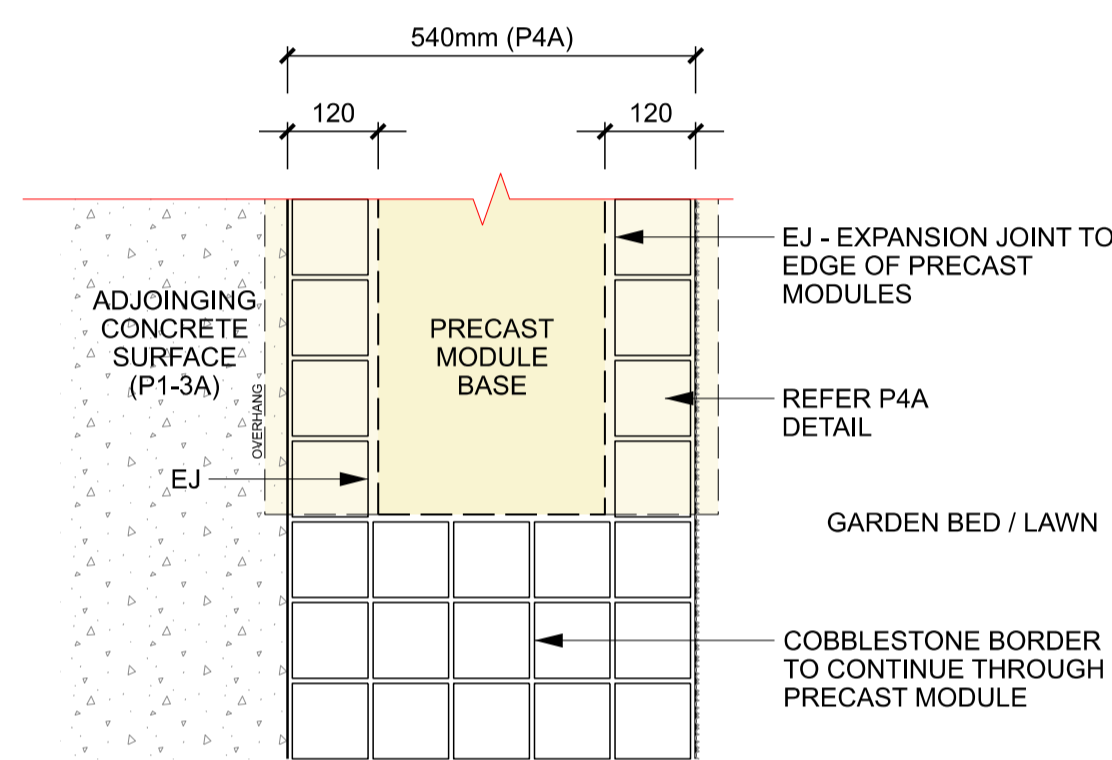 540mm (P4A)
120
120
EJ - EXPANSION JOINT TO
EDGE OF PRECAST
MODULES
ADJOINGING
CONCRETE
SURFACE
(P1-3A)
PRECAST
MODULE
BASE
OVERHANG
REFER P4A
DETAIL
EJ
GARDEN BED / LAWN
COBBLESTONE BORDER
TO CONTINUE THROUGH
PRECAST MODULE